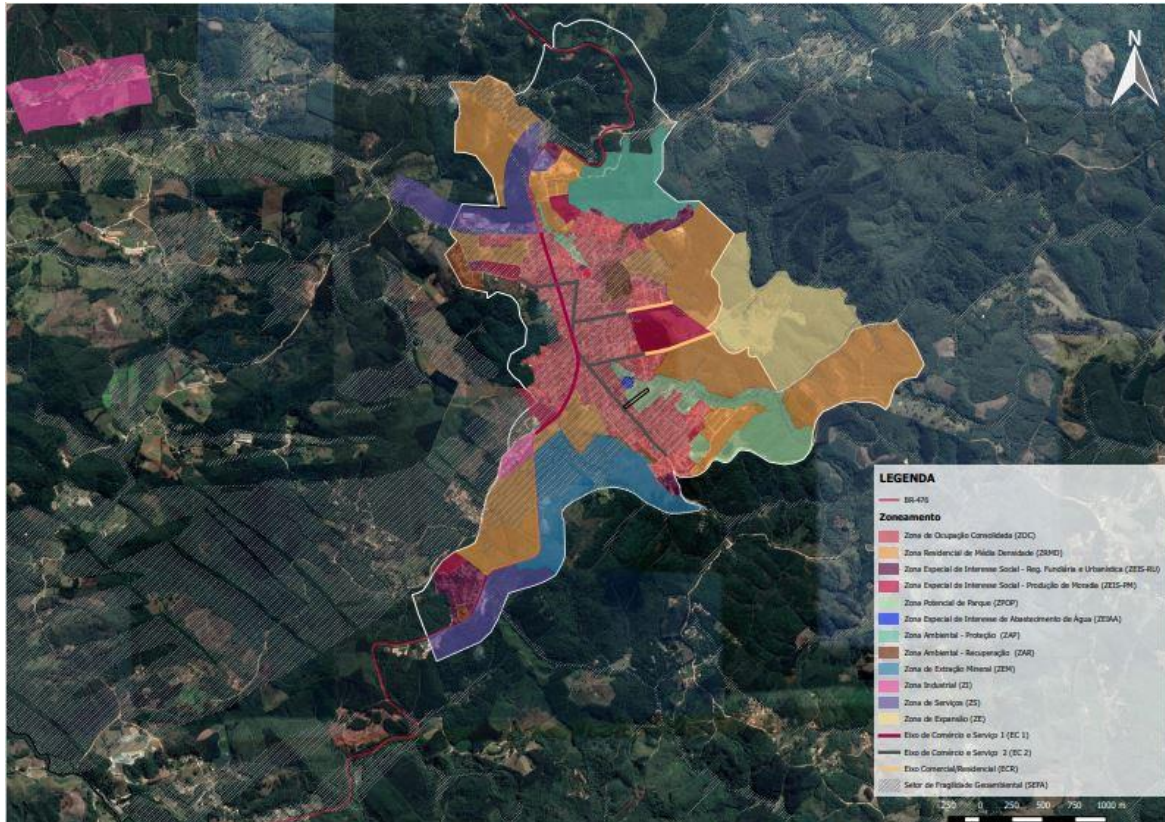 N
LEGENDA
BR-476
Zoneamento
Zona de Ocupação Consolidada (ZOC)
Zona Residencial de Média Densidade (ZRMD)
Zona Especial de Interesse Social - Reg. Fundiária e Urbanística (ZEIS-RU)
Zona Especial de Interesse Social - Produção de Moradia (ZEIS-PM)
Zona Potencial de Parque (ZPOP)
Zona Especial de Interesse de Abastecimento de Água (ZEIAA)
Zona Ambiental - Proteção (ZAP)
Zona Ambiental - Recuperação (ZAR)
Zona de Extração Mineral (ZEM)
Zona Industrial (ZI)
Zona de Serviços (ZS)
Zona de Expansão (ZE)
Eixo de Comércio e Serviço 1 (EC 1)
Eixo de Comércio e Serviço 2 (EC 2)
Eixo Comercial/Residencial (ECR)
Setor de Fragilidade Geoambiental (SEFA)
250 0 250 500 750 1000 m